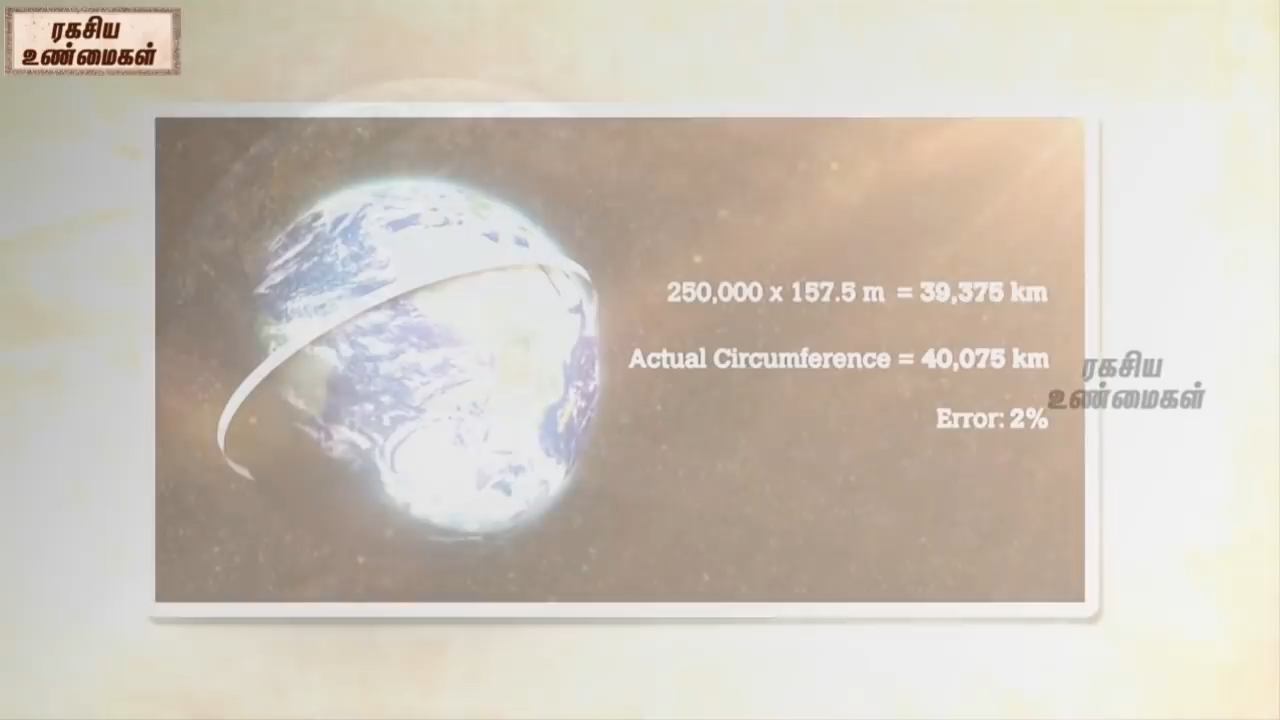 ரகசிய
உண்மைகள்
250,000 x 157.5 m = 39,375 km
Actual Circumference = 40,075 km
ரகசிய
உண்மைகள்
Error: 2%